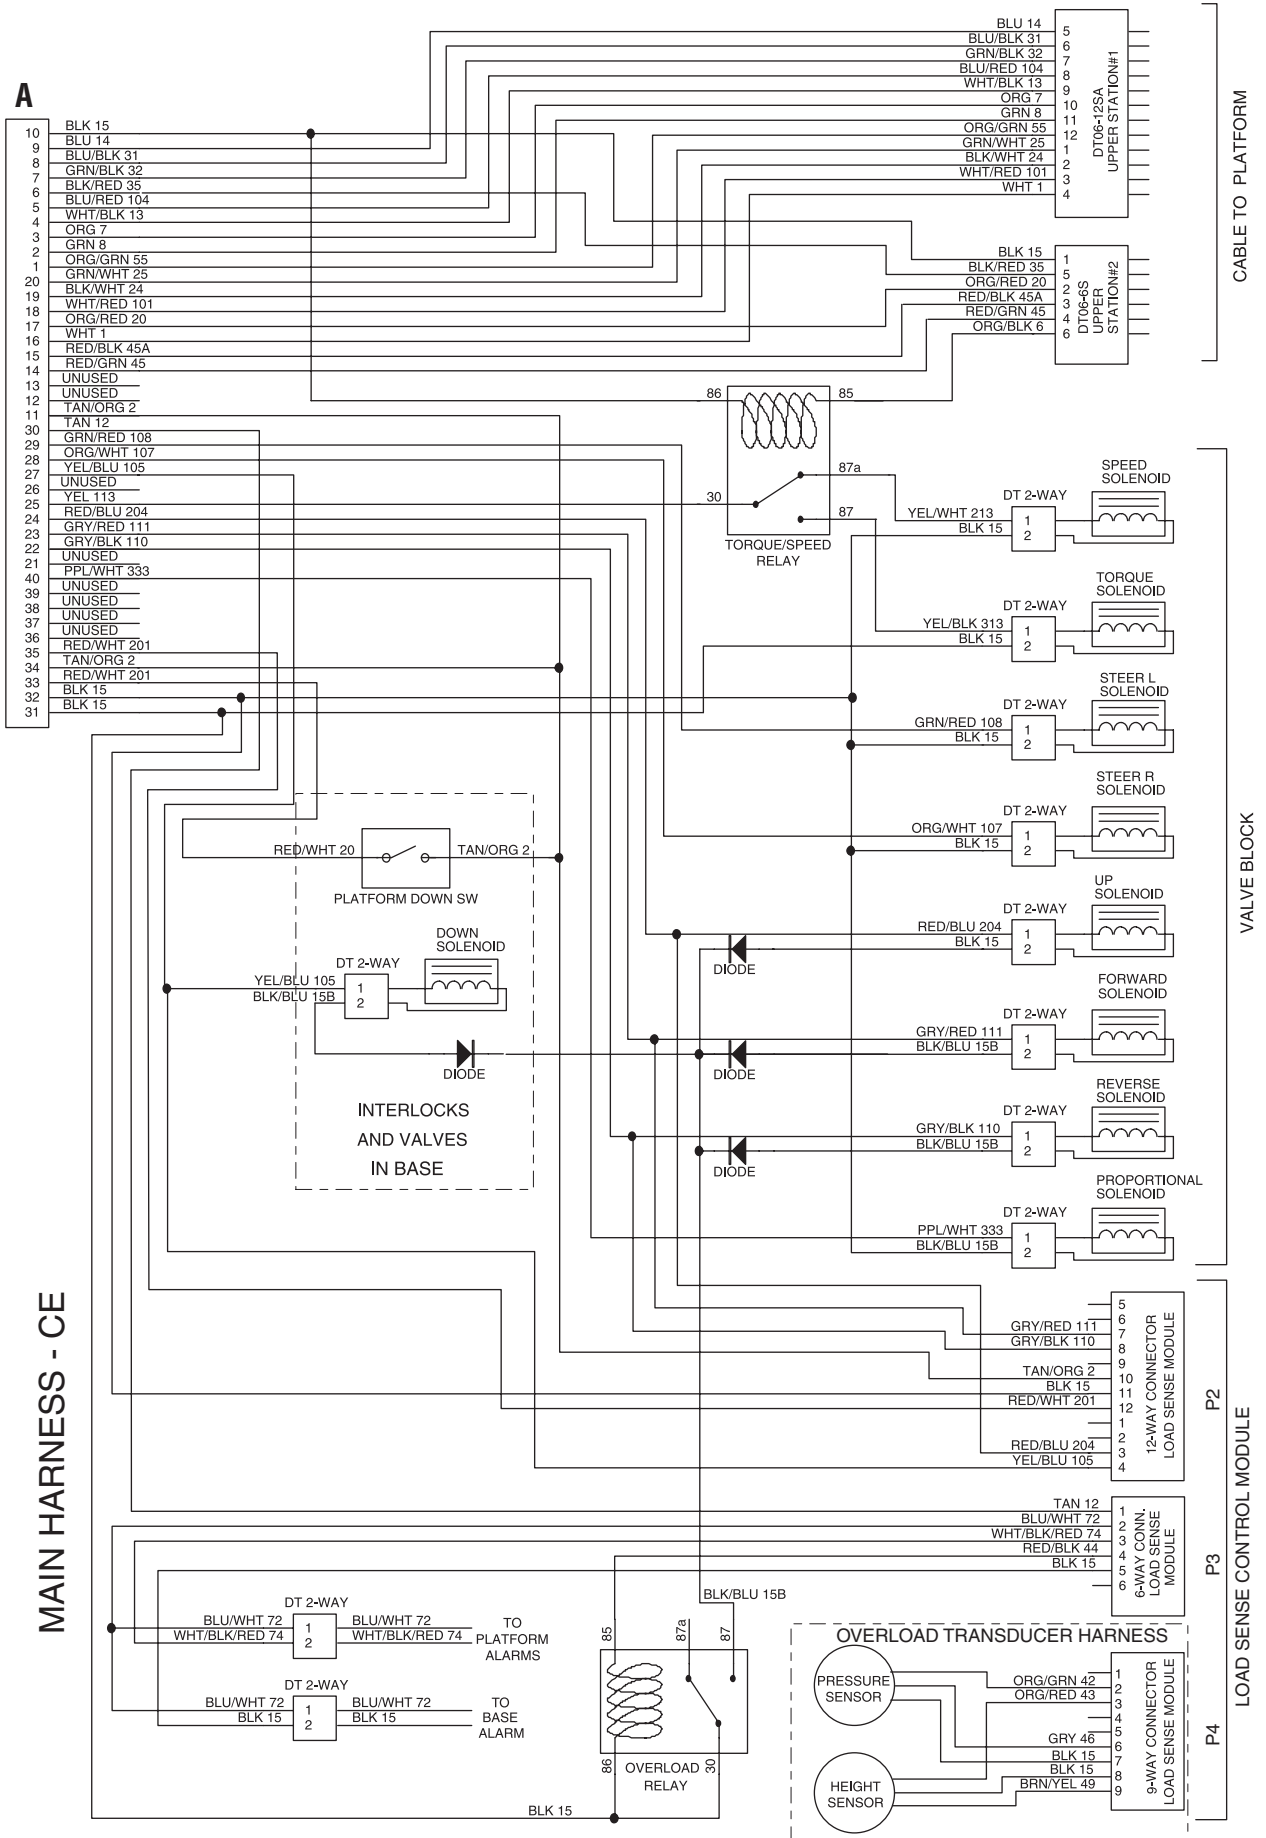 A
10 BLK 15
9 BLU 14
8 BLU/BLK 31
7 GRN/BLK 32
6 BLK/RED 35
5 BLU/RED 104
4 WHT/BLK 13
3 ORG 7
2 GRN 8
1 ORG/GRN 55
20 GRN/WHT 25
19 BLK/WHT 24
18 WHT/RED 101
17 ORG/RED 20
16 WHT 1
15 RED/BLK 45A
14 RED/GRN 45
13 UNUSED
12 UNUSED
11 TAN/ORG 2
30 TAN 12
29 GRN/RED 108
28 ORG/WHT 107
27 YEL/BLU 105
26 UNUSED
25 YEL 113
24 RED/BLU 204
23 GRY/RED 111
22 GRY/BLK 110
21 UNUSED
40 PPL/WHT 333
39 UNUSED
38 UNUSED
37 UNUSED
36 UNUSED
35 RED/WHT 201
34 TAN/ORG 2
33 RED/WHT 201
32 BLK 15
31 BLK 15
BLU 14 5
BLU/BLK 31 6
GRN/BLK 32 7
BLU/RED 104 8
WHT/BLK 13 9
ORG 7 10
GRN 8 11
ORG/GRN 55 12
GRN/WHT 25 1
BLK/WHT 24 2
WHT/RED 101 3
WHT 1 4
DT06-12SA
UPPER STATION#1
BLK 15 1
BLK/RED 35 5
ORG/RED 20 2
RED/BLK 45A 3
RED/GRN 45 4
ORG/BLK 6 6
DT06-6S
UPPER
STATION#2
CABLE TO PLATFORM
86 85
87a
30
87
TORQUE/SPEED
RELAY
SPEED
SOLENOID
DT 2-WAY
YEL/WHT 213 1
BLK 15 2
TORQUE
SOLENOID
DT 2-WAY
YEL/BLK 313 1
BLK 15 2
STEER L
SOLENOID
DT 2-WAY
GRN/RED 108 1
BLK 15 2
STEER R
SOLENOID
DT 2-WAY
ORG/WHT 107 1
BLK 15 2
UP
SOLENOID
DT 2-WAY
RED/BLU 204 1
BLK 15 2
DIODE
FORWARD
SOLENOID
DT 2-WAY
GRY/RED 111 1
BLK/BLU 15B 2
DIODE
REVERSE
SOLENOID
DT 2-WAY
GRY/BLK 110 1
BLK/BLU 15B 2
DIODE
PROPORTIONAL
SOLENOID
DT 2-WAY
PPL/WHT 333 1
BLK/BLU 15B 2
VALVE BLOCK
RED/WHT 20 TAN/ORG 2
PLATFORM DOWN SW
DOWN
SOLENOID
DT 2-WAY
YEL/BLU 105 1
BLK/BLU 15B 2
DIODE
INTERLOCKS
AND VALVES
IN BASE
MAIN HARNESS - CE
5
6
GRY/RED 111 7
GRY/BLK 110 8
9
TAN/ORG 2 10
BLK 15 11
RED/WHT 201 12
1
2
RED/BLU 204 3
YEL/BLU 105 4
12-WAY CONNECTOR
LOAD SENSE MODULE
P2
TAN 12 1
BLU/WHT 72 2
WHT/BLK/RED 74 3
RED/BLK 44 4
BLK 15 5
6
6-WAY CONN.
LOAD SENSE
MODULE
P3
LOAD SENSE CONTROL MODULE
DT 2-WAY
BLU/WHT 72 1 BLU/WHT 72
WHT/BLK/RED 74 2 WHT/BLK/RED 74
TO
PLATFORM
ALARMS
DT 2-WAY
BLU/WHT 72 1 BLU/WHT 72
BLK 15 2 BLK 15
TO
BASE
ALARM
BLK/BLU 15B
85 87a 87
86 30
OVERLOAD
RELAY
BLK 15
OVERLOAD TRANSDUCER HARNESS
PRESSURE
SENSOR
HEIGHT
SENSOR
1
ORG/GRN 42 2
ORG/RED 43 3
4
5
GRY 46 6
BLK 15 7
BLK 15 8
BRN/YEL 49 9
9-WAY CONNECTOR
LOAD SENSE MODULE
P4